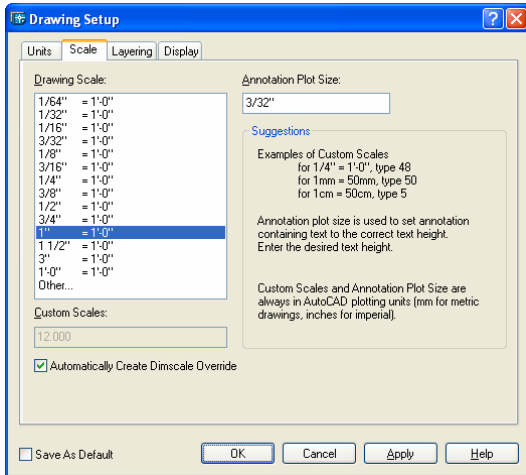 Drawing Setup
Units Scale Layering Display
Drawing Scale:
1/64" = 1'-0"
1/32" = 1'-0"
1/16" = 1'-0"
3/32" = 1'-0"
1/8" = 1'-0"
3/16" = 1'-0"
1/4" = 1'-0"
3/8" = 1'-0"
1/2" = 1'-0"
3/4" = 1'-0"
1" = 1'-0"
1 1/2" = 1'-0"
3" = 1'-0"
1'-0" = 1'-0"
Other...
Custom Scales:
12.000
Automatically Create Dimscale Override
Annotation Plot Size:
3/32"
Suggestions
Examples of Custom Scales
for 1/4" = 1'-0", type 48
for 1mm = 50mm, type 50
for 1cm = 50cm, type 5
Annotation plot size is used to set annotation
containing text to the correct text height.
Enter the desired text height.
Custom Scales and Annotation Plot Size are
always in AutoCAD plotting units (mm for metric
drawings, inches for imperial).
Save As Default
OK Cancel Apply Help